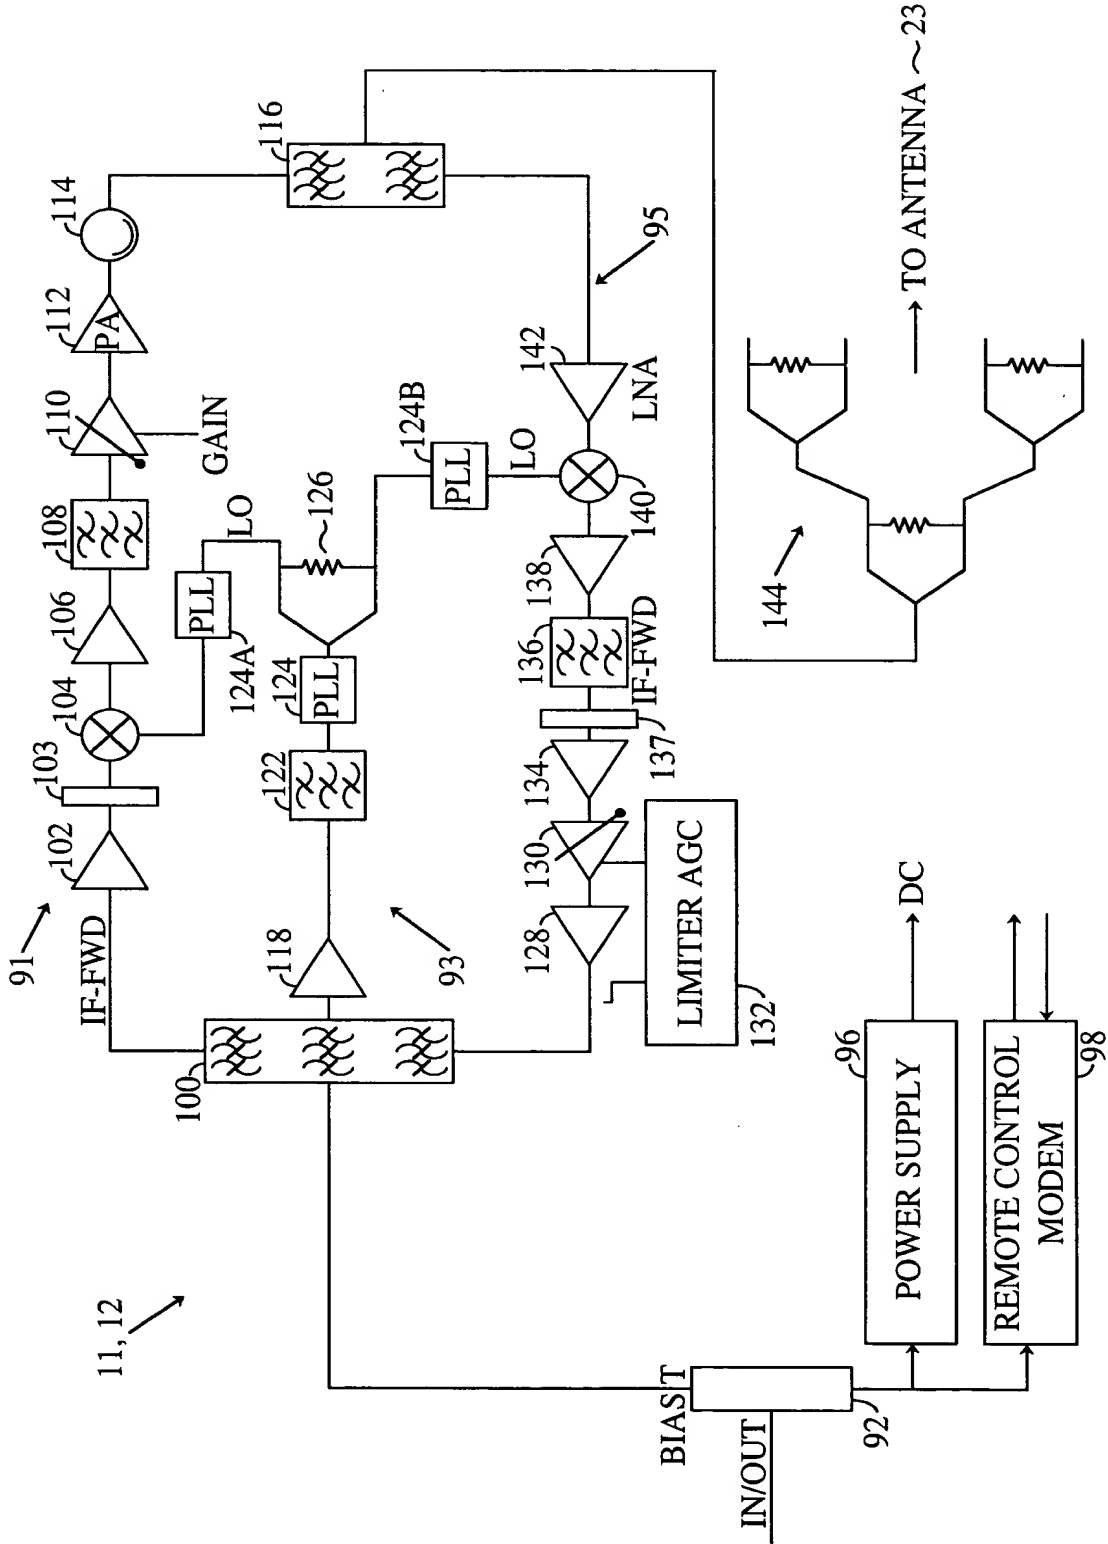 11, 12
91
IF-FWD
102
103
104
106
108
110
GAIN
112
PA
114
116
100
118
93
122
124
PLL
124A
PLL
LO
126
124B
PLL
LO
95
142
LNA
140
138
136
IF-FWD
137
134
130
128
LIMITER AGC
132
144
TO ANTENNA
23
BIAS T
IN/OUT
92
96
POWER SUPPLY
DC
REMOTE CONTROL
MODEM
98